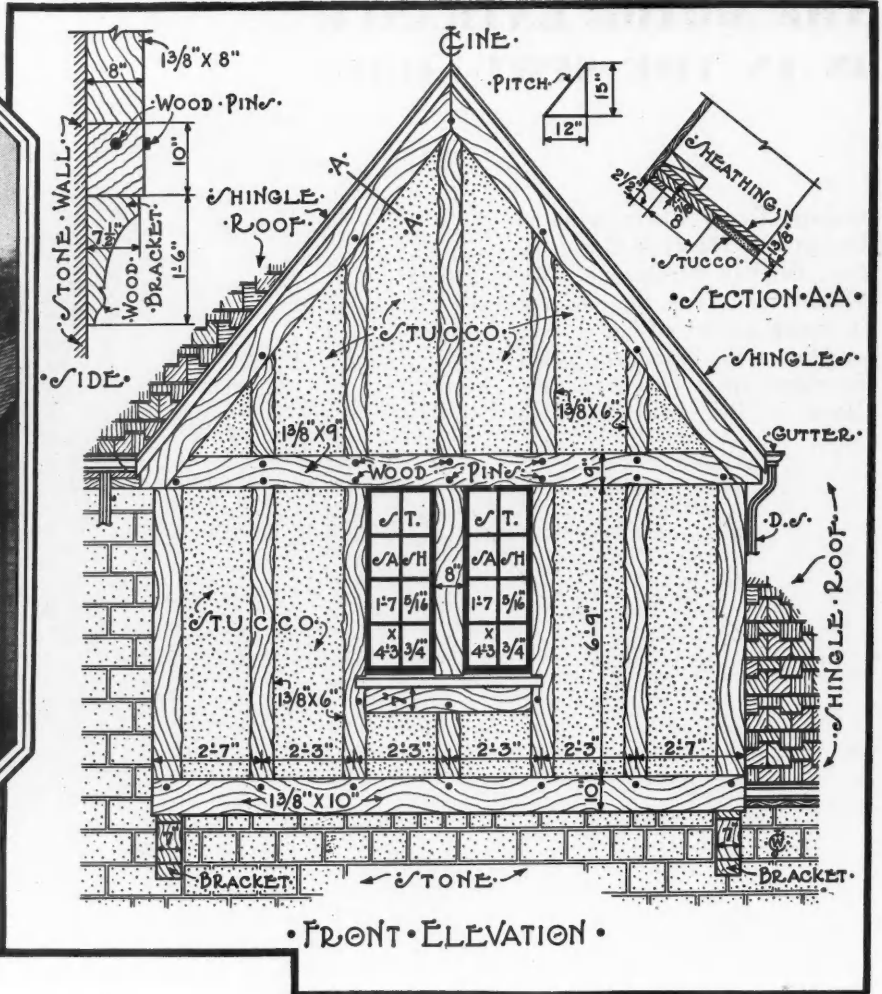 ℄ LINE
1 3/8" X 8"
8"
WOOD PINS
10"
7 1/2"
WOOD BRACKET
1'-6"
STONE WALL
SIDE
PITCH
15"
12"
SHEATHING
2 1/2"
8"
1 3/8"
STUCCO
SECTION A-A
A
A
SHINGLE
ROOF
STUCCO
SHINGLES
1 3/8" X 9"
1 3/8" X 6"
GUTTER
WOOD PINS
9"
D.S.
ST.
SASH
1'-7 5/16"
X
4'-3 3/4"
8"
ST.
SASH
1'-7 5/16"
X
4'-3 3/4"
6'-9"
STUCCO
SHINGLE ROOF
1 3/8" X 6"
7"
2'-7" 2'-3" 2'-3" 2'-3" 2'-3" 2'-7"
1 3/8" X 10"
10"
7"
7"
W
BRACKET
STONE
BRACKET
FRONT ELEVATION